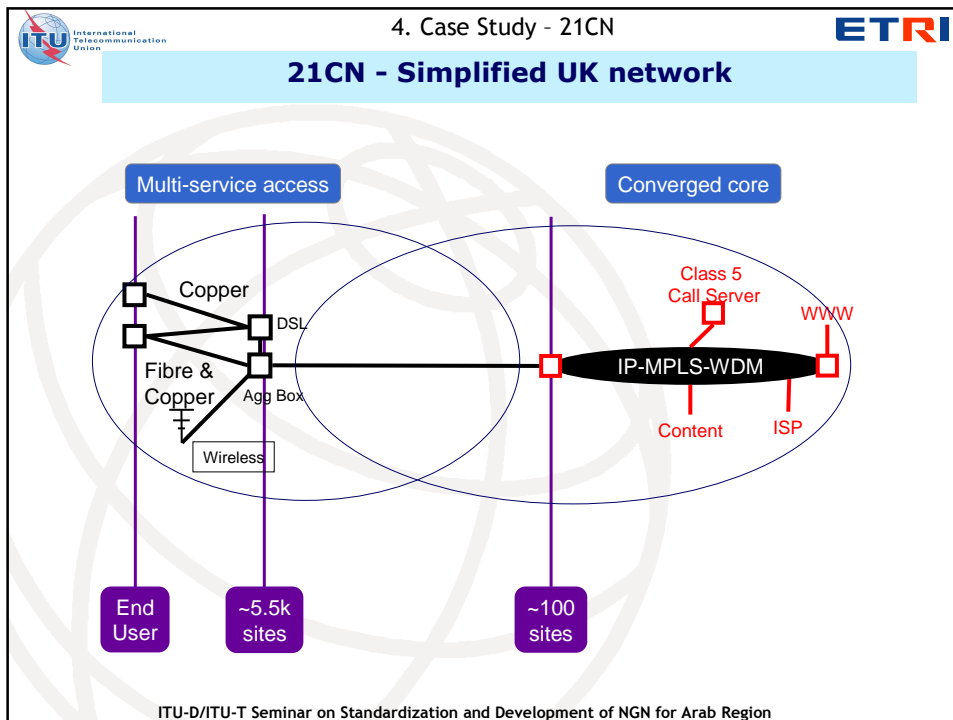 ITU
International
Telecommunication
Union
4. Case Study - 21CN
ETRI
21CN - Simplified UK network
Multi-service access
Converged core
Copper
DSL
Fibre &
Copper
Agg Box
Wireless
Class 5
Call Server
WWW
IP-MPLS-WDM
Content
ISP
End
User
~5.5k
sites
~100
sites
ITU-D/ITU-T Seminar on Standardization and Development of NGN for Arab Region